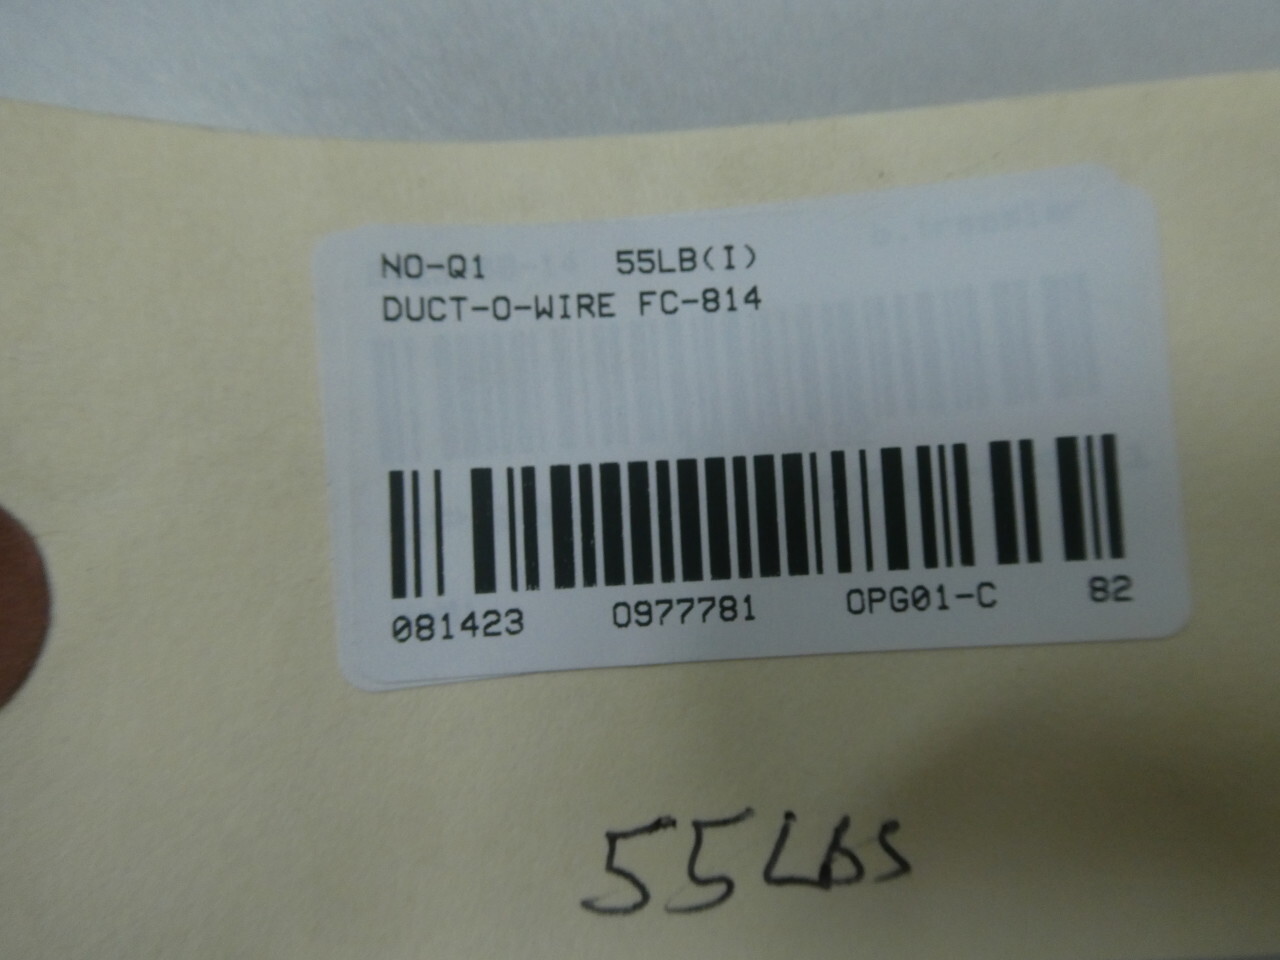 NO-Q1 55LB(I)
DUCT-O-WIRE FC-814
081423 0977781 OPG01-C 82
55LBS